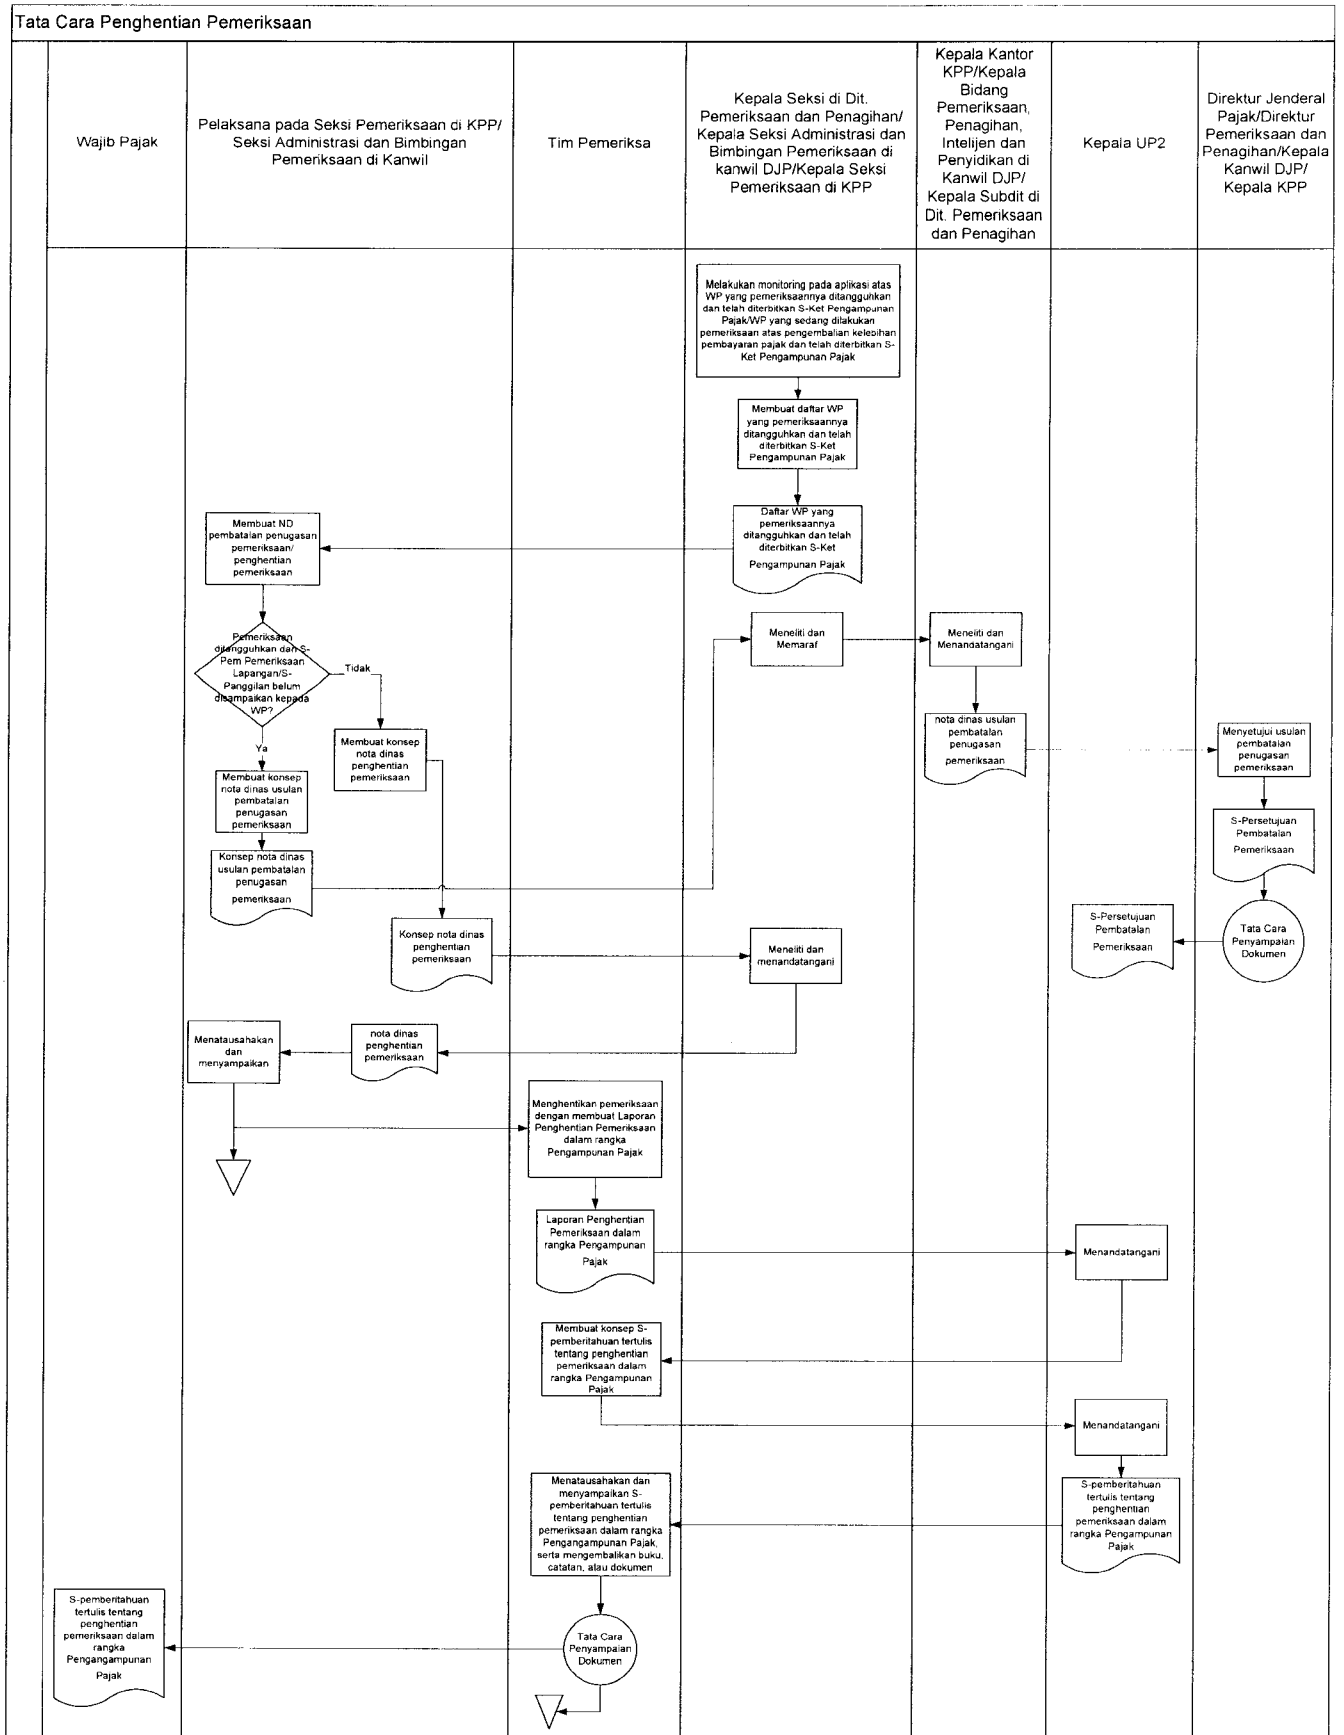 Tata Cara Penghentian Pemeriksaan
Wajib Pajak
Pelaksana pada Seksi Pemeriksaan di KPP/
Seksi Administrasi dan Bimbingan
Pemeriksaan di Kanwil
Tim Pemeriksa
Kepala Seksi di Dit.
Pemeriksaan dan Penagihan/
Kepala Seksi Administrasi dan
Bimbingan Pemeriksaan di
kanwil DJP/Kepala Seksi
Pemeriksaan di KPP
Kepala Kantor
KPP/Kepala
Bidang
Pemeriksaan,
Penagihan,
Intelijen dan
Penyidikan di
Kanwil DJP/
Kepala Subdit di
Dit. Pemeriksaan
dan Penagihan
Kepala UP2
Direktur Jenderal
Pajak/Direktur
Pemeriksaan dan
Penagihan/Kepala
Kanwil DJP/
Kepala KPP
Melakukan monitoring pada aplikasi atas
WP yang pemeriksaannya ditangguhkan
dan telah diterbitkan S-Ket Pengampunan
Pajak/WP yang sedang dilakukan
pemeriksaan atas pengembalian kelebihan
pembayaran pajak dan telah diterbitkan S-
Ket Pengampunan Pajak
Membuat daftar WP
yang pemeriksaannya
ditangguhkan dan telah
diterbitkan S-Ket
Pengampunan Pajak
Daftar WP yang
pemeriksaannya
ditangguhkan dan telah
diterbitkan S-Ket
Pengampunan Pajak
Membuat ND
pembatalan penugasan
pemeriksaan/
penghentian
pemeriksaan
Pemeriksaan
ditangguhkan dan S-
Pem Pemeriksaan
Lapangan/S-
Panggilan belum
disampaikan kepada
WP?
Tidak
Ya
Membuat konsep
nota dinas
penghentian
pemeriksaan
Membuat konsep
nota dinas usulan
pembatalan
penugasan
pemeriksaan
Konsep nota dinas
usulan pembatalan
penugasan
pemeriksaan
Meneliti dan
Memaraf
Meneliti dan
Menandatangani
nota dinas usulan
pembatalan
penugasan
pemeriksaan
Menyetujui usulan
pembatalan
penugasan
pemeriksaan
S-Persetujuan
Pembatalan
Pemeriksaan
Tata Cara
Penyampaian
Dokumen
S-Persetujuan
Pembatalan
Pemeriksaan
Konsep nota dinas
penghentian
pemeriksaan
Meneliti dan
menandatangani
nota dinas
penghentian
pemeriksaan
Menatausahakan
dan
menyampaikan
Menghentikan pemeriksaan
dengan membuat Laporan
Penghentian Pemeriksaan
dalam rangka
Pengampunan Pajak
Laporan Penghentian
Pemeriksaan dalam
rangka Pengampunan
Pajak
Menandatangani
Membuat konsep S-
pemberitahuan tertulis
tentang penghentian
pemeriksaan dalam
rangka Pengampunan
Pajak
Menandatangani
S-pemberitahuan
tertulis tentang
penghentian
pemeriksaan dalam
rangka Pengampunan
Pajak
Menatausahakan dan
menyampaikan S-
pemberitahuan tertulis
tentang penghentian
pemeriksaan dalam rangka
Pengangampunan Pajak,
serta mengembalikan buku,
catatan, atau dokumen
Tata Cara
Penyampaian
Dokumen
S-pemberitahuan
tertulis tentang
penghentian
pemeriksaan dalam
rangka
Pengangampunan
Pajak